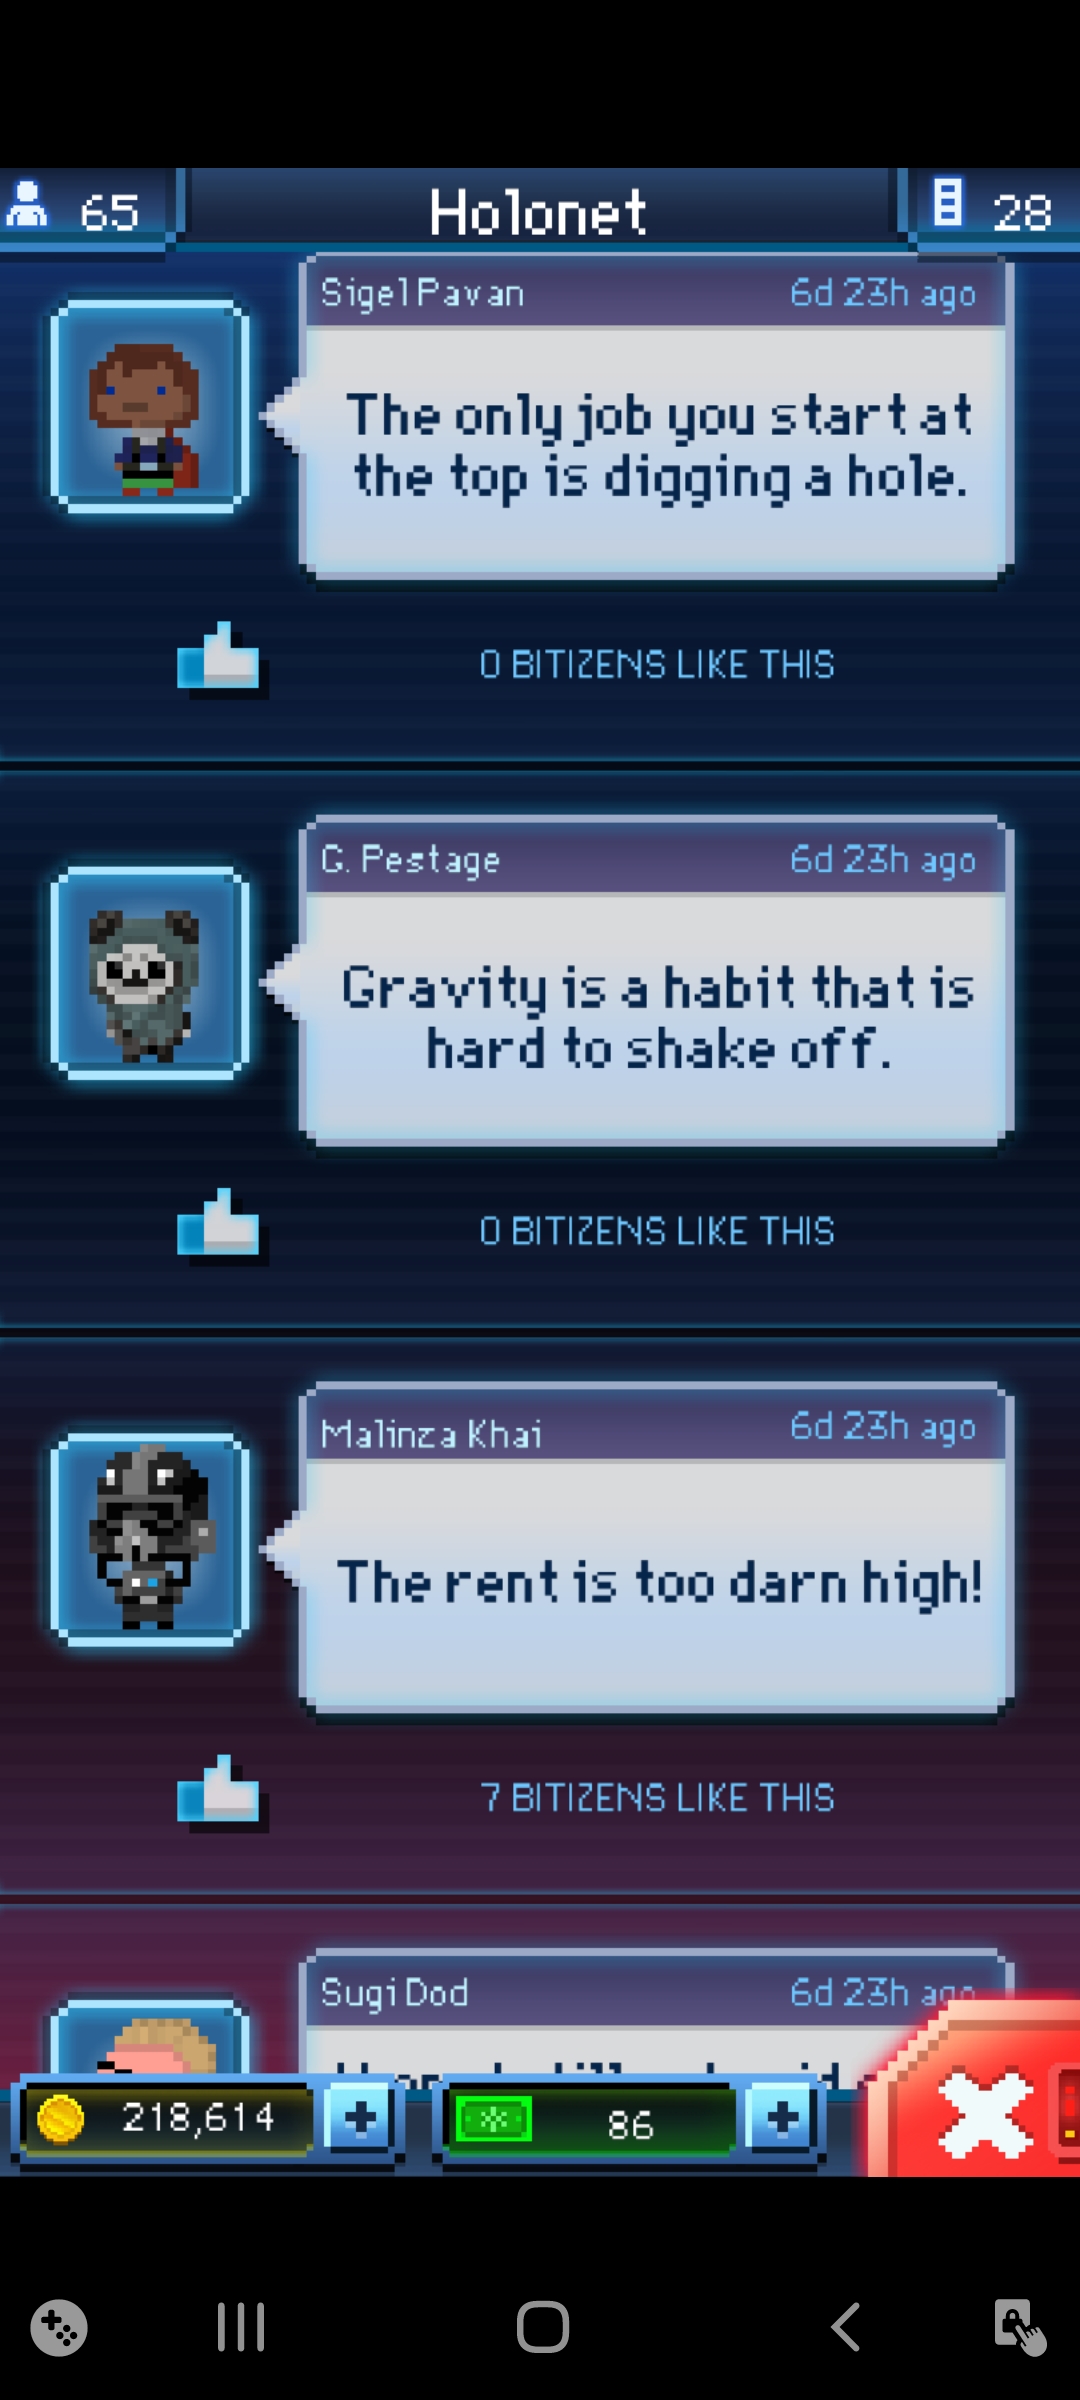 65
Holonet
28
Sigel Pavan
6d 23h ago
The only job you start at
the top is digging a hole.
0 BITIZENS LIKE THIS
G. Pestage
6d 23h ago
Gravity is a habit that is
hard to shake off.
0 BITIZENS LIKE THIS
Malinza Khai
6d 23h ago
The rent is too darn high!
7 BITIZENS LIKE THIS
Sugi Dod
6d 23h ago
218,614
86